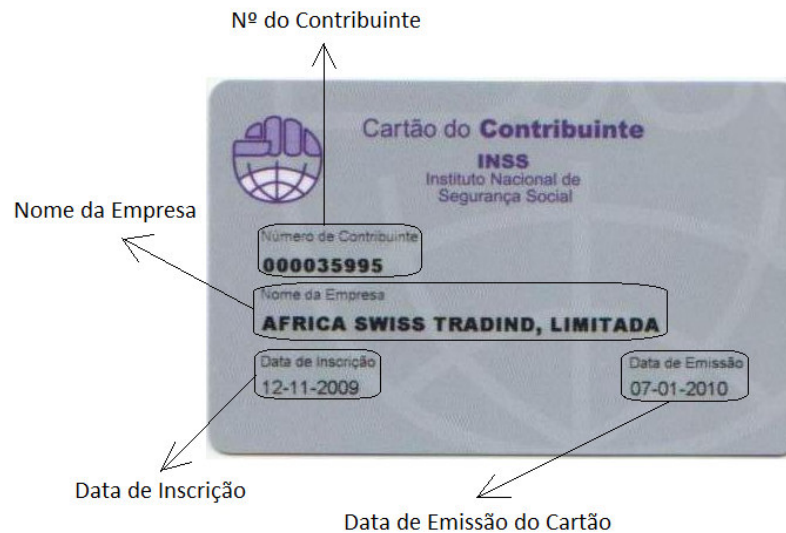 Nº do Contribuinte
Cartão do Contribuinte
INSS
Instituto Nacional de
Segurança Social
Nome da Empresa
Número de Contribuinte
000035995
Nome da Empresa
AFRICA SWISS TRADIND, LIMITADA
Data de Inscrição
12-11-2009
Data de Emissão
07-01-2010
Data de Inscrição
Data de Emissão do Cartão